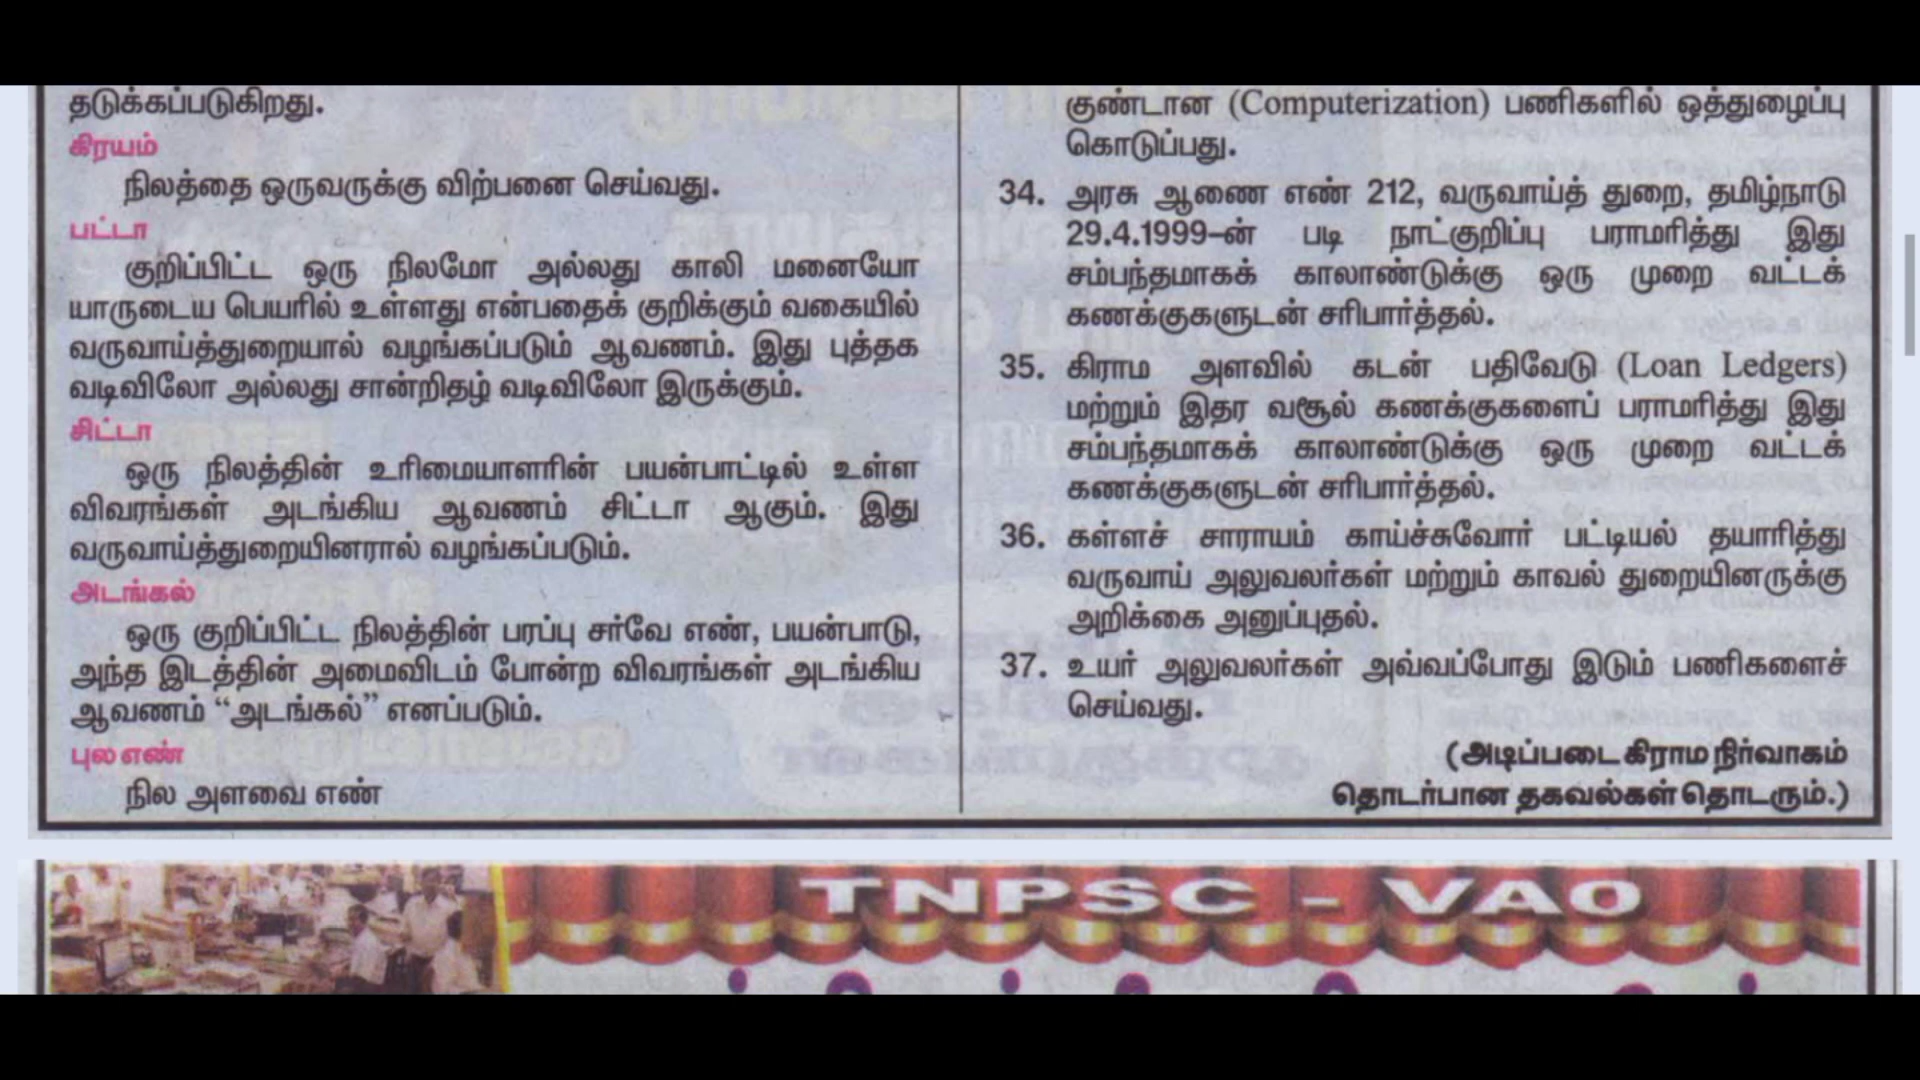 தடுக்கப்படுகிறது.
கிரயம்
நிலத்தை ஒருவருக்கு விற்பனை செய்வது.
பட்டா
குறிப்பிட்ட ஒரு நிலமோ அல்லது காலி மனையோ
யாருடைய பெயரில் உள்ளது என்பதைக் குறிக்கும் வகையில்
வருவாய்த்துறையால் வழங்கப்படும் ஆவணம். இது புத்தக
வடிவிலோ அல்லது சான்றிதழ் வடிவிலோ இருக்கும்.
சிட்டா
ஒரு நிலத்தின் உரிமையாளரின் பயன்பாட்டில் உள்ள
விவரங்கள் அடங்கிய ஆவணம் சிட்டா ஆகும். இது
வருவாய்த்துறையினரால் வழங்கப்படும்.
அடங்கல்
ஒரு குறிப்பிட்ட நிலத்தின் பரப்பு சர்வே எண், பயன்பாடு,
அந்த இடத்தின் அமைவிடம் போன்ற விவரங்கள் அடங்கிய
ஆவணம் “அடங்கல்” எனப்படும்.
புல எண்
நில அளவை எண்
குண்டான (Computerization) பணிகளில் ஒத்துழைப்பு
கொடுப்பது.
34. அரசு ஆணை எண் 212, வருவாய்த் துறை, தமிழ்நாடு
29.4.1999–ன் படி நாட்குறிப்பு பராமரித்து இது
சம்பந்தமாகக் காலாண்டுக்கு ஒரு முறை வட்டக்
கணக்குகளுடன் சரிபார்த்தல்.
35. கிராம அளவில் கடன் பதிவேடு (Loan Ledgers)
மற்றும் இதர வசூல் கணக்குகளைப் பராமரித்து இது
சம்பந்தமாகக் காலாண்டுக்கு ஒரு முறை வட்டக்
கணக்குகளுடன் சரிபார்த்தல்.
36. கள்ளச் சாராயம் காய்ச்சுவோர் பட்டியல் தயாரித்து
வருவாய் அலுவலர்கள் மற்றும் காவல் துறையினருக்கு
அறிக்கை அனுப்புதல்.
37. உயர் அலுவலர்கள் அவ்வப்போது இடும் பணிகளைச்
செய்வது.
(அடிப்படை கிராம நிர்வாகம்
தொடர்பான தகவல்கள் தொடரும்.)
TNPSC - VAO